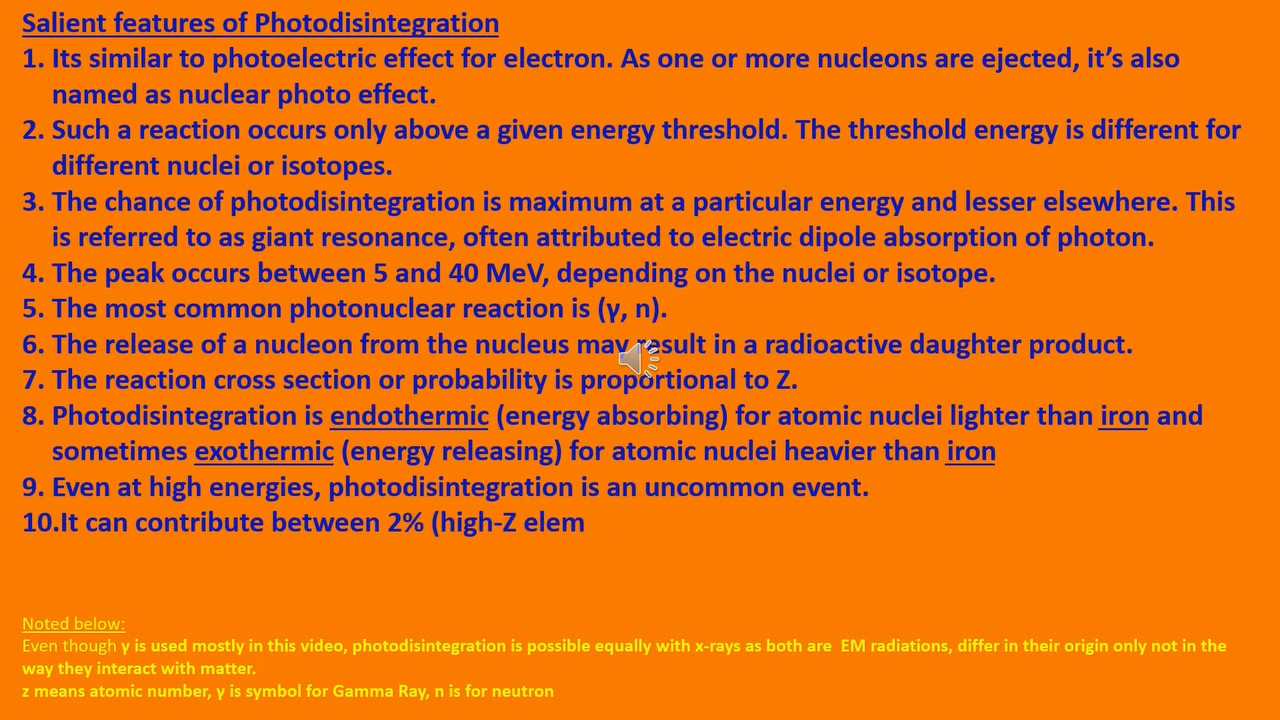 Salient features of Photodisintegration
1. Its similar to photoelectric effect for electron. As one or more nucleons are ejected, it’s also
named as nuclear photo effect.
2. Such a reaction occurs only above a given energy threshold. The threshold energy is different for
different nuclei or isotopes.
3. The chance of photodisintegration is maximum at a particular energy and lesser elsewhere. This
is referred to as giant resonance, often attributed to electric dipole absorption of photon.
4. The peak occurs between 5 and 40 MeV, depending on the nuclei or isotope.
5. The most common photonuclear reaction is (γ, n).
6. The release of a nucleon from the nucleus may result in a radioactive daughter product.
7. The reaction cross section or probability is proportional to Z.
8. Photodisintegration is endothermic (energy absorbing) for atomic nuclei lighter than iron and
sometimes exothermic (energy releasing) for atomic nuclei heavier than iron
9. Even at high energies, photodisintegration is an uncommon event.
10.It can contribute between 2% (high-Z elem
Noted below:
Even though γ is used mostly in this video, photodisintegration is possible equally with x-rays as both are EM radiations, differ in their origin only not in the
way they interact with matter.
z means atomic number, γ is symbol for Gamma Ray, n is for neutron